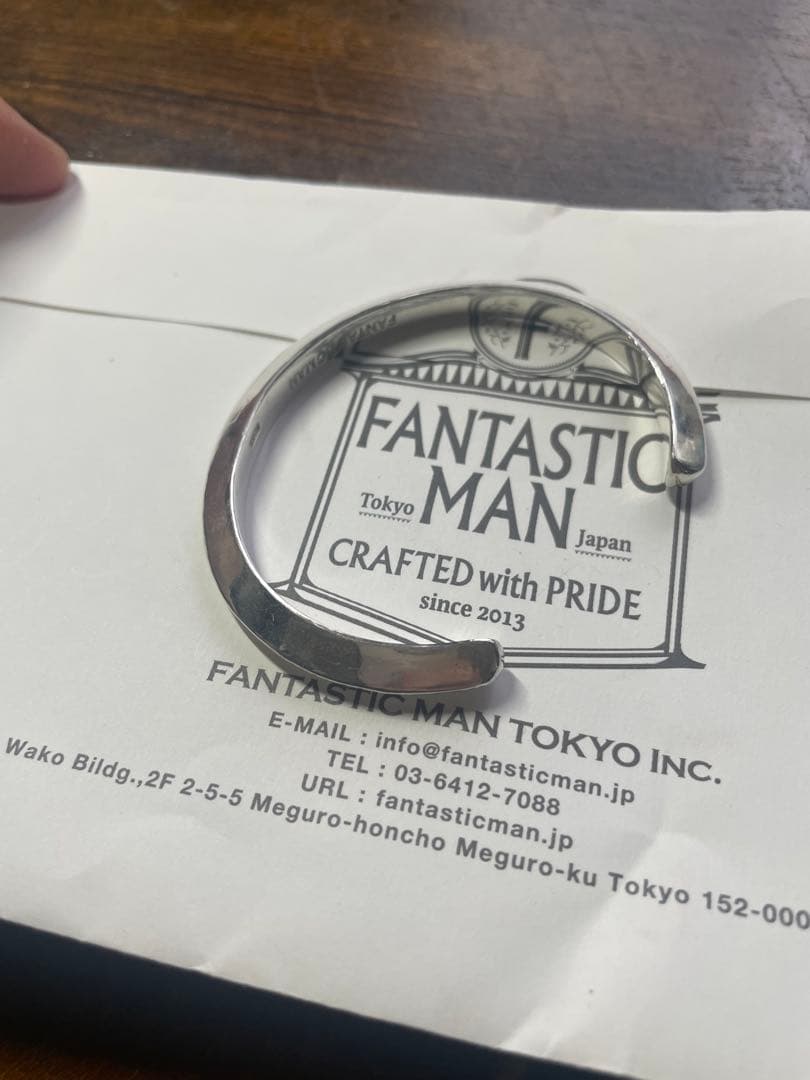 FANTASTICMAN
F
FANTASTIC
Tokyo MAN Japan
CRAFTED with PRIDE
since 2013
FANTASTIC MAN TOKYO INC.
E-MAIL : info@fantasticman.jp
TEL : 03-6412-7088
URL : fantasticman.jp
Wako Bildg.,2F 2-5-5 Meguro-honcho Meguro-ku Tokyo 152-000